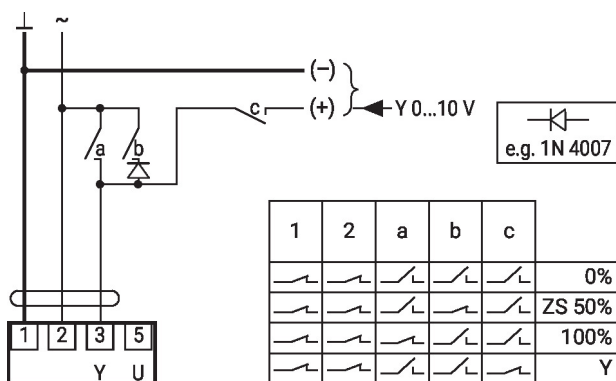 ⊥ ~
(−)
c (+) Y 0...10 V
a b
e.g. 1N 4007
1 2 a b c
0%
ZS 50%
100%
Y
1 2 3 5
Y U